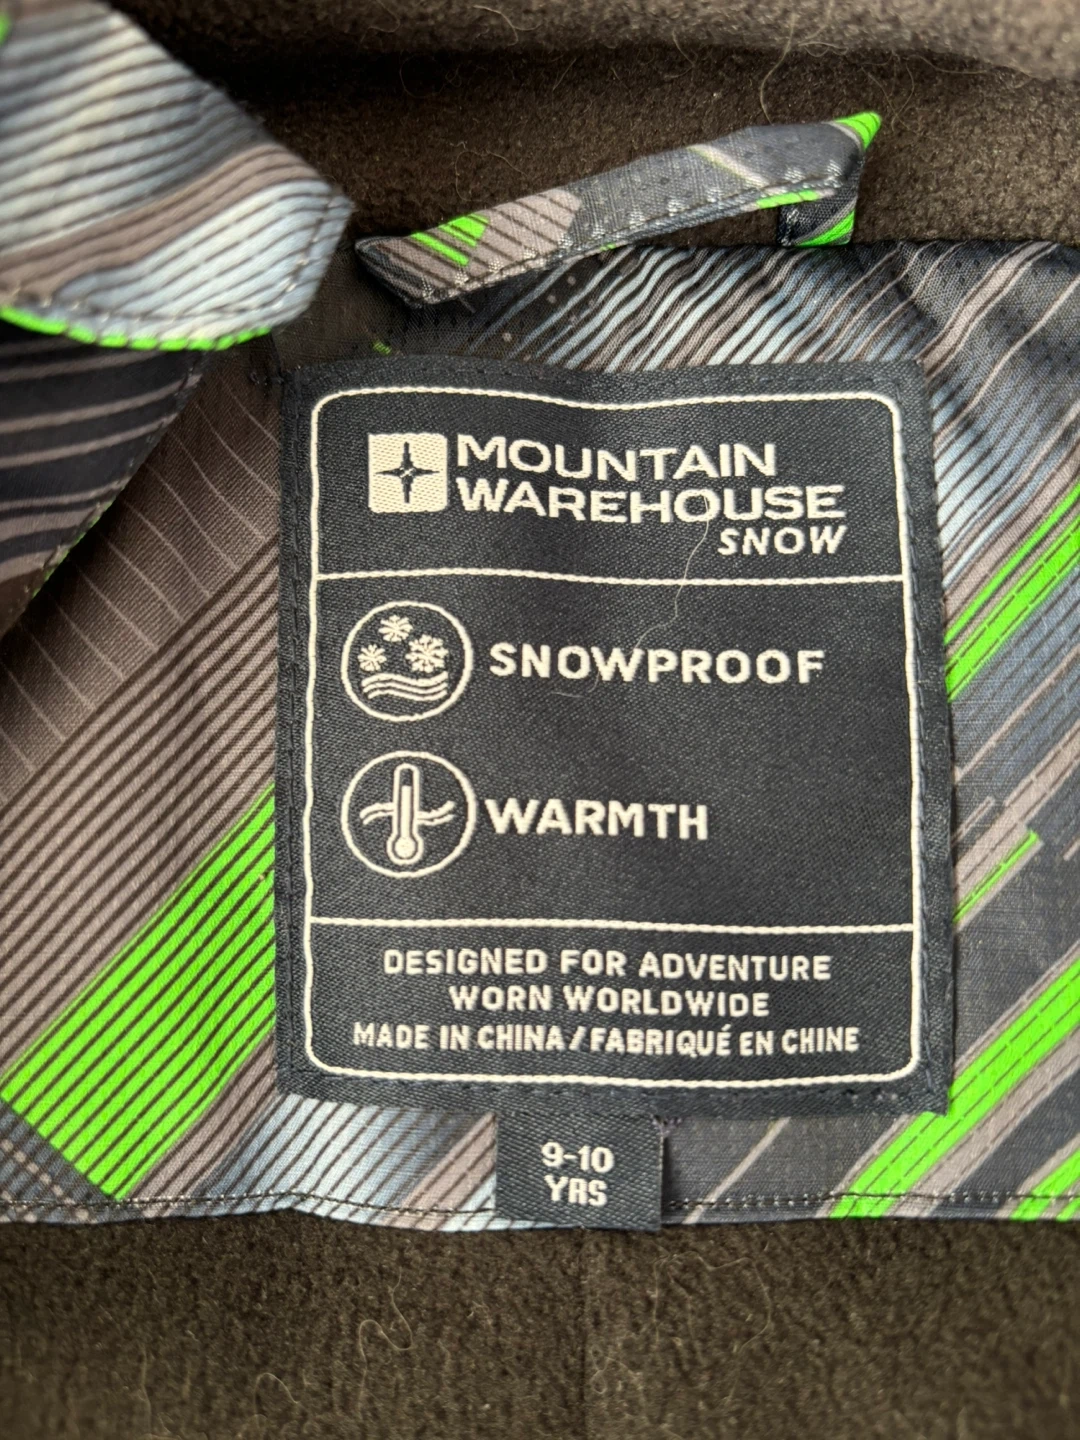 MOUNTAIN
WAREHOUSE
SNOW
SNOWPROOF
WARMTH
DESIGNED FOR ADVENTURE
WORN WORLDWIDE
MADE IN CHINA / FABRIQUÉ EN CHINE
9-10
YRS